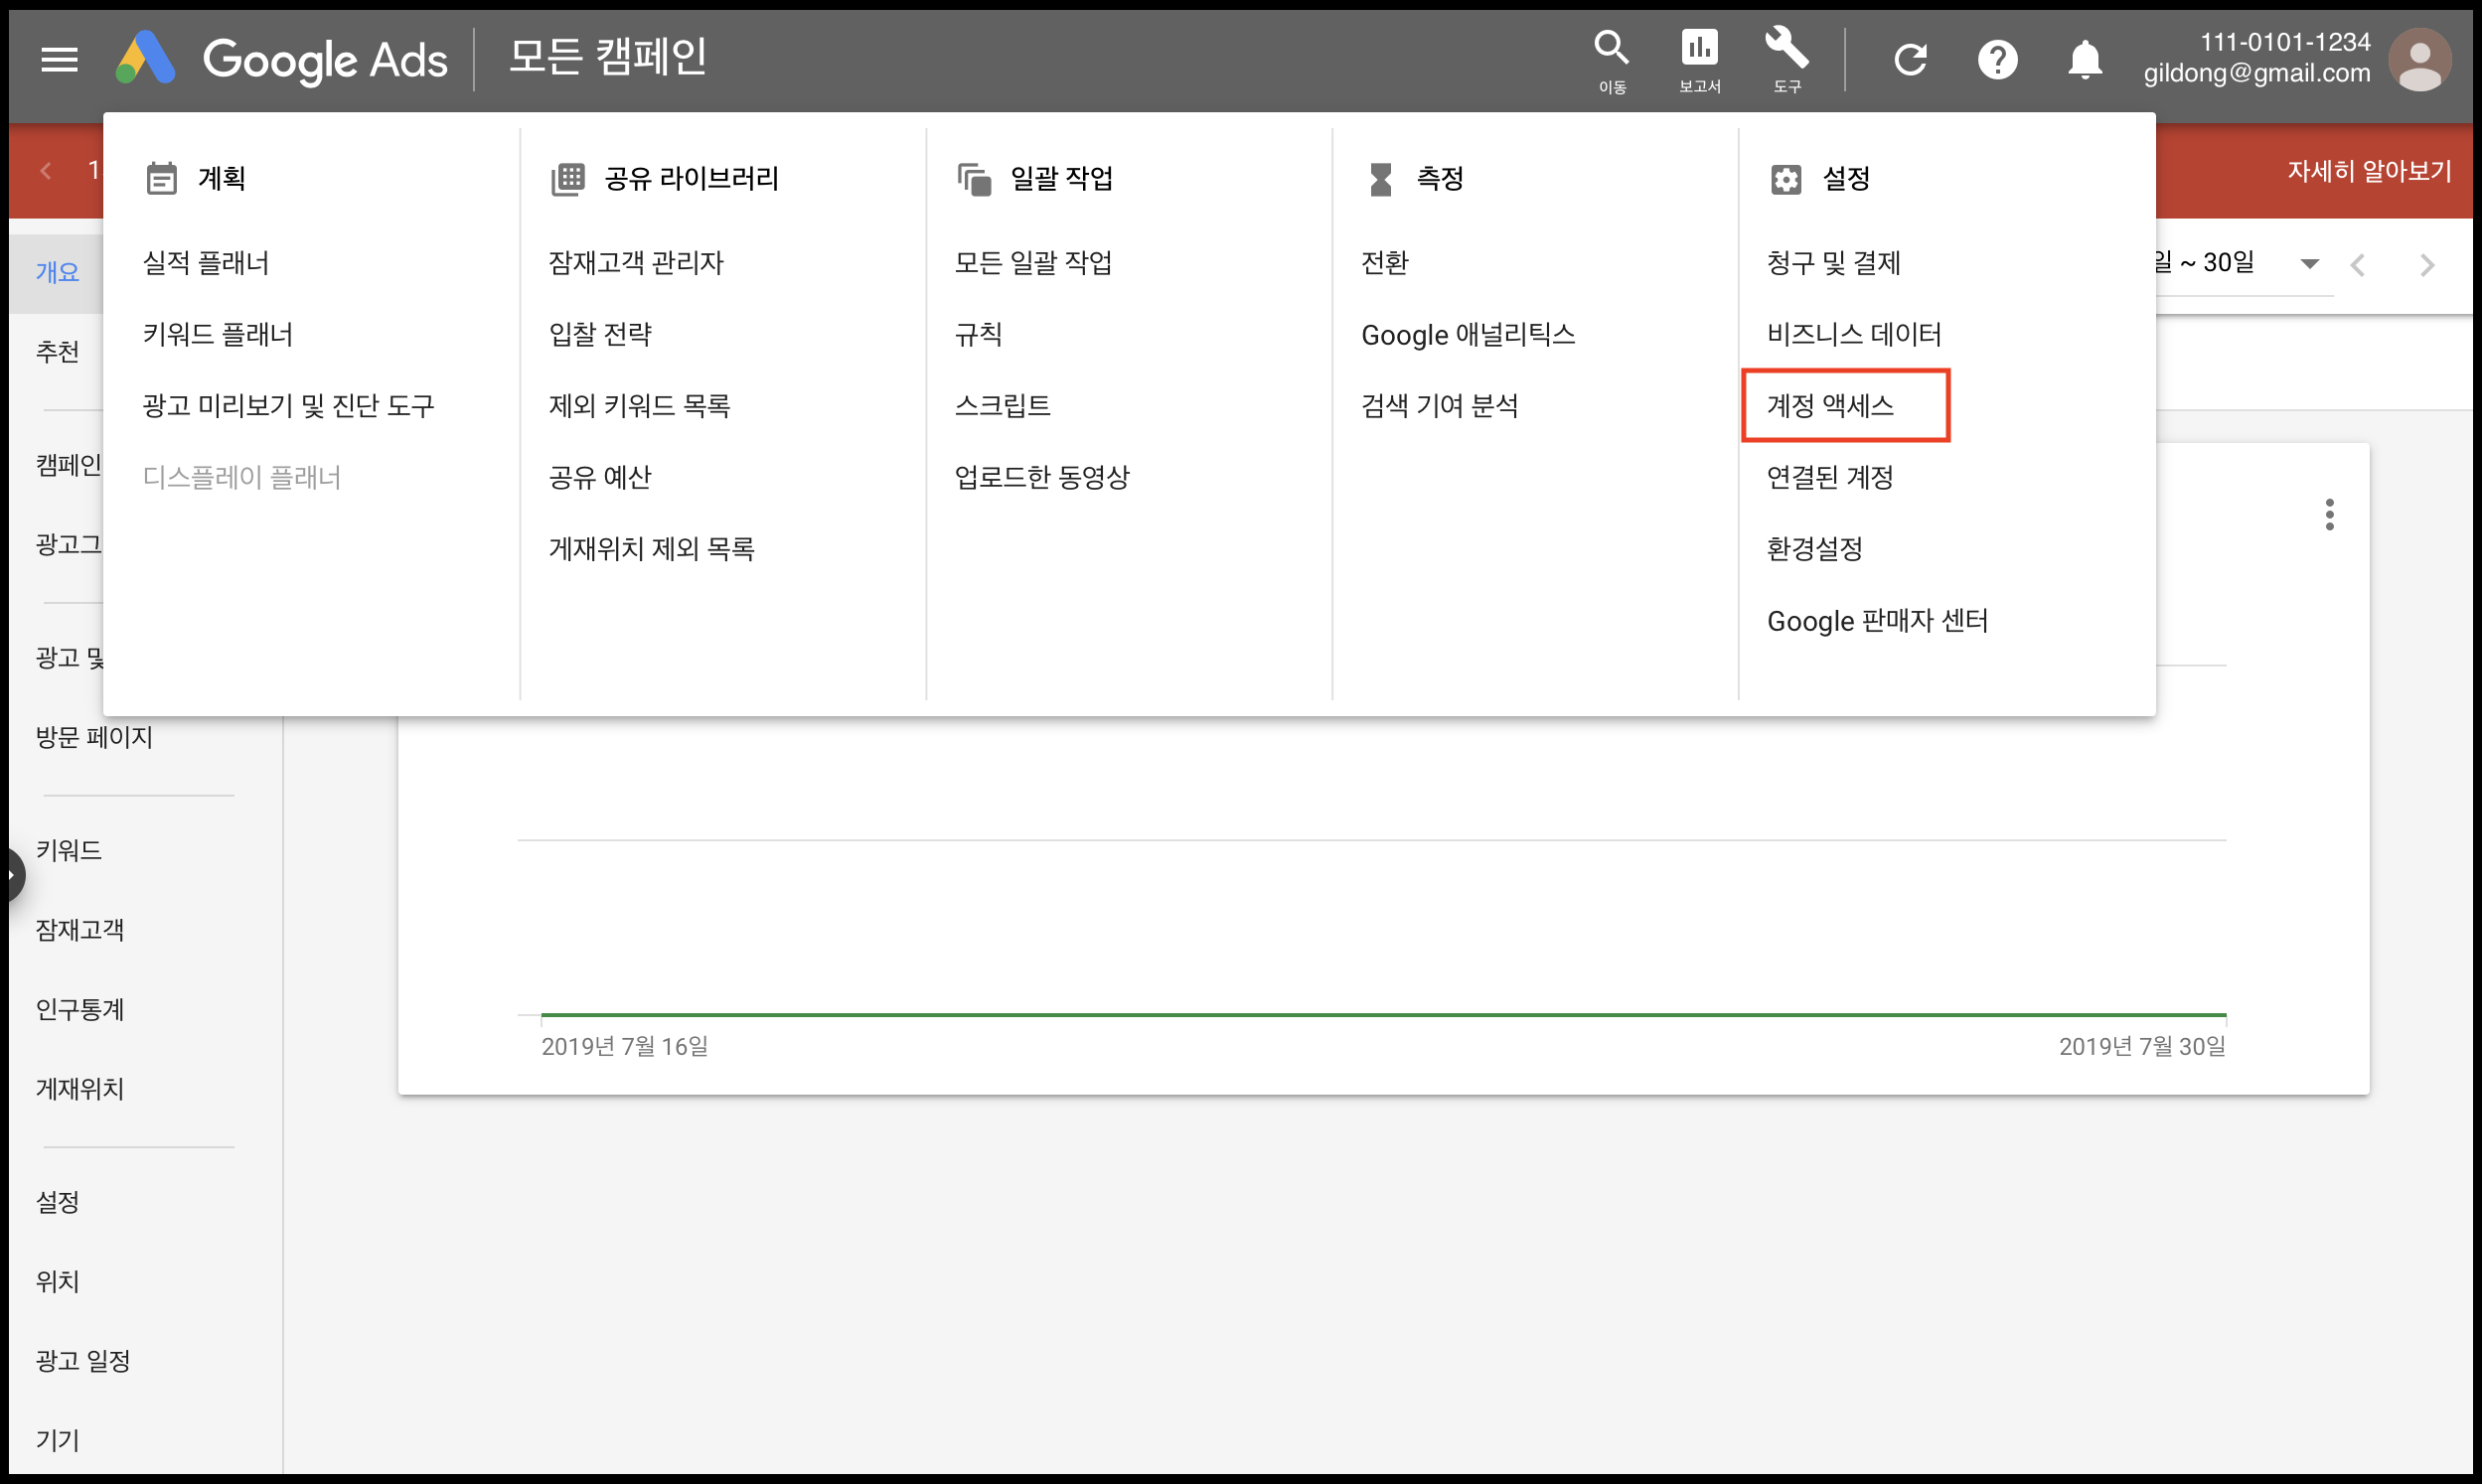 Google Ads
모든 캠페인
이동
보고서
도구
111-0101-1234
gildong@gmail.com
1
자세히 알아보기
계획
실적 플래너
키워드 플래너
광고 미리보기 및 진단 도구
디스플레이 플래너
공유 라이브러리
잠재고객 관리자
입찰 전략
제외 키워드 목록
공유 예산
게재위치 제외 목록
일괄 작업
모든 일괄 작업
규칙
스크립트
업로드한 동영상
측정
전환
Google 애널리틱스
검색 기여 분석
설정
청구 및 결제
비즈니스 데이터
계정 액세스
연결된 계정
환경설정
Google 판매자 센터
일 ~ 30일
개요
추천
캠페인
광고그
광고 및
방문 페이지
키워드
잠재고객
인구통계
게재위치
설정
위치
광고 일정
기기
2019년 7월 16일
2019년 7월 30일